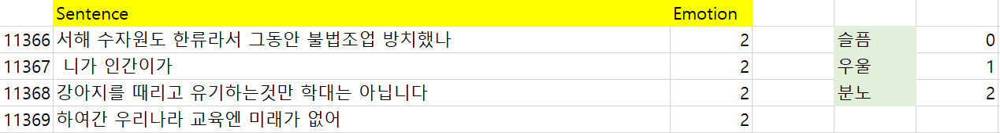 Sentence Emotion
11366 서해 수자원도 한류라서 그동안 불법조업 방치했나 2 슬픔 0
11367 니가 인간이가 2 우울 1
11368 강아지를 때리고 유기하는것만 학대는 아닙니다 2 분노 2
11369 하여간 우리나라 교육엔 미래가 없어 2